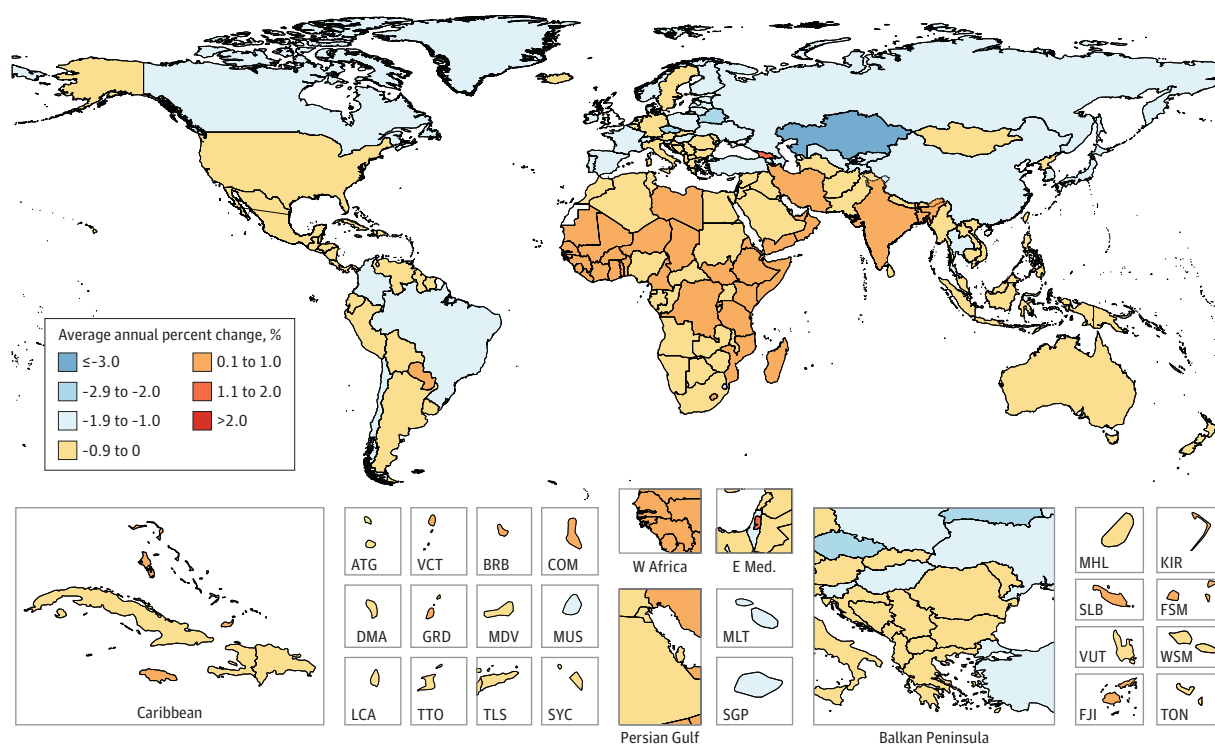 Average annual percent change, %
≤–3.0
0.1 to 1.0
–2.9 to –2.0
1.1 to 2.0
–1.9 to –1.0
>2.0
–0.9 to 0
Caribbean
ATG
VCT
BRB
COM
DMA
GRD
MDV
MUS
LCA
TTO
TLS
SYC
W Africa
E Med.
Persian Gulf
MLT
SGP
Balkan Peninsula
MHL
KIR
SLB
FSM
VUT
WSM
FJI
TON